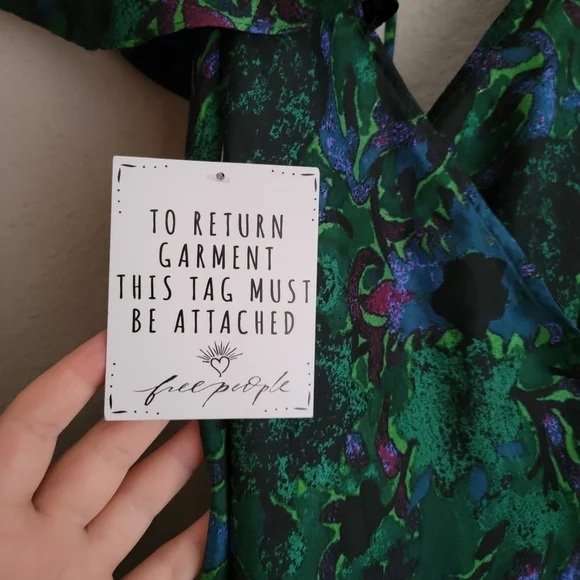 TO RETURN
GARMENT
THIS TAG MUST
BE ATTACHED
free people